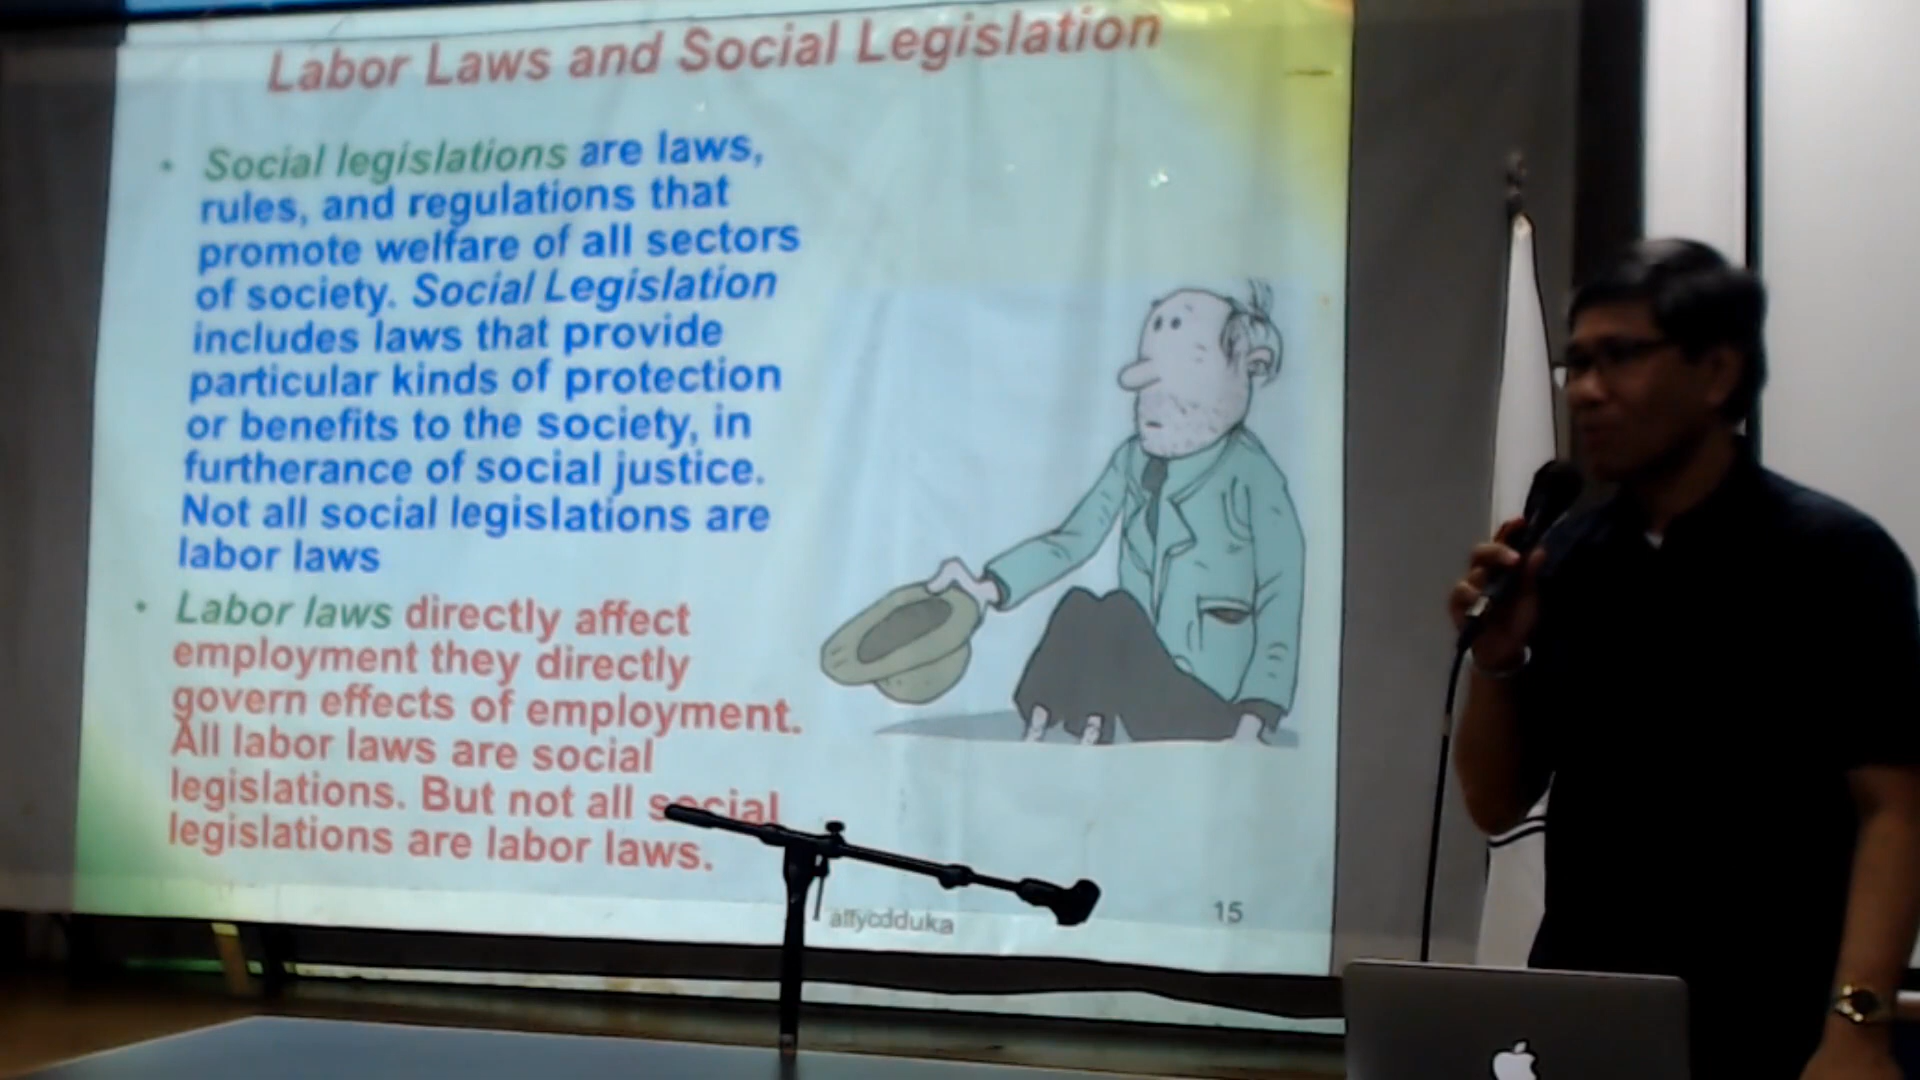 Labor Laws and Social Legislation
• Social legislations are laws,
rules, and regulations that
promote welfare of all sectors
of society. Social Legislation
includes laws that provide
particular kinds of protection
or benefits to the society, in
furtherance of social justice.
Not all social legislations are
labor laws
• Labor laws directly affect
employment they directly
govern effects of employment.
All labor laws are social
legislations. But not all social
legislations are labor laws.
15